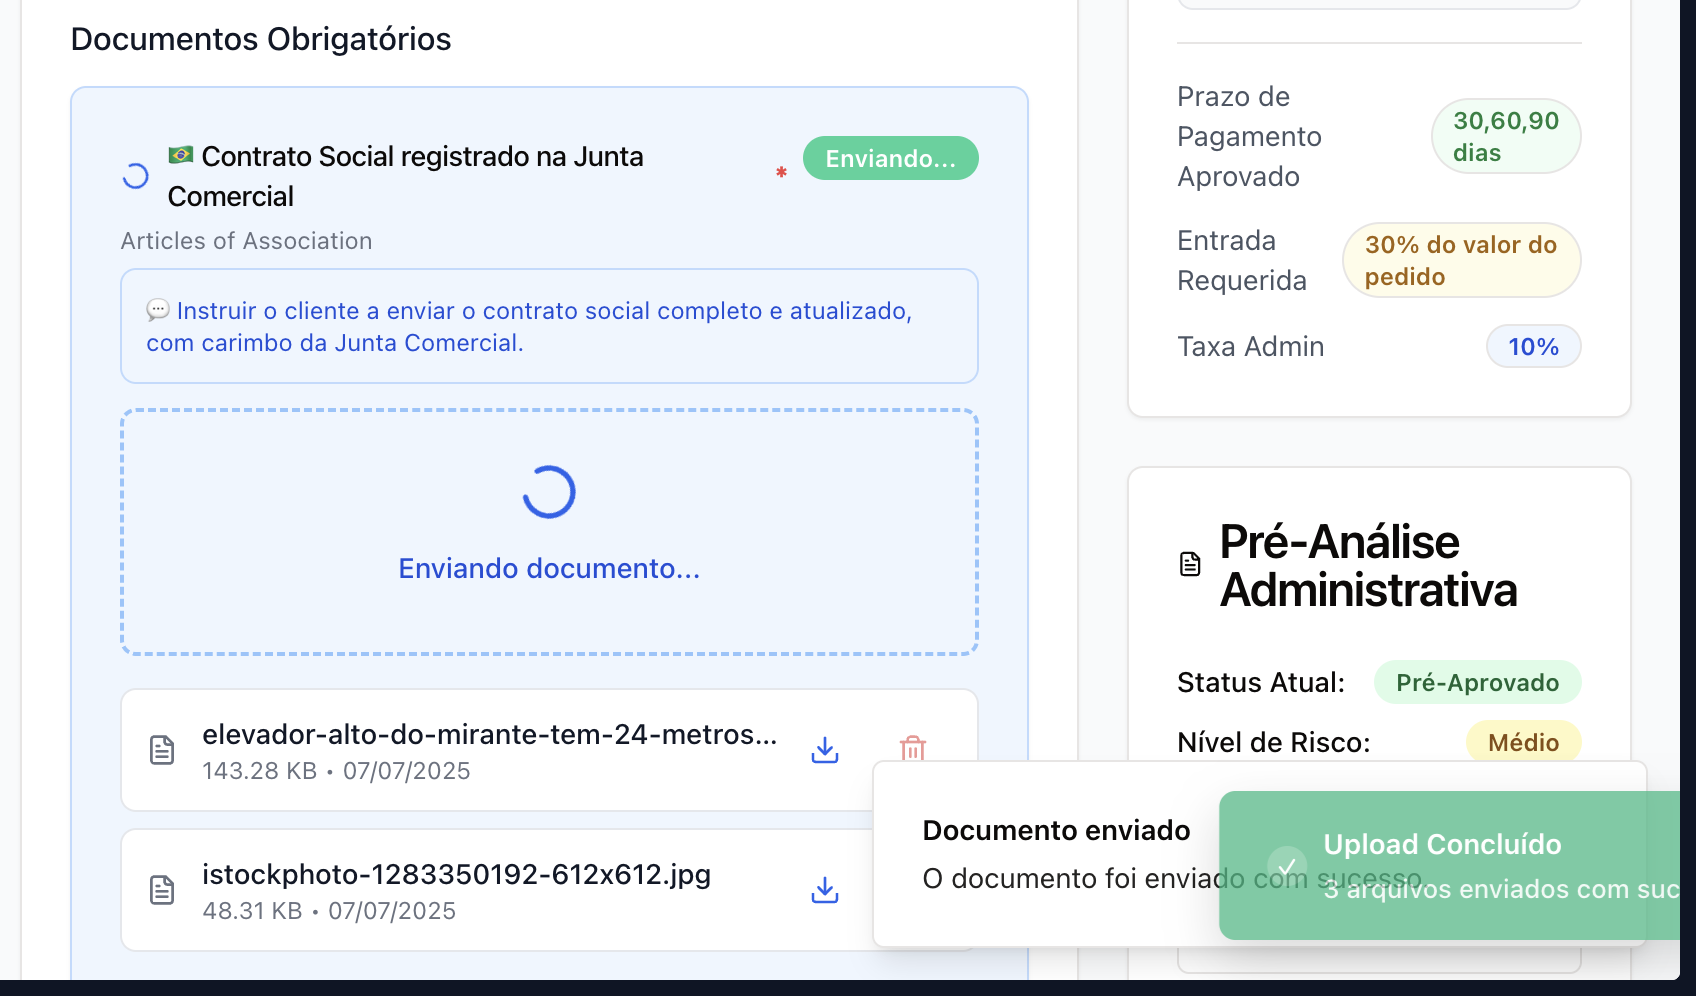 Documentos Obrigatórios
Contrato Social registrado na Junta
Comercial
*
Enviando...
Articles of Association
Instruir o cliente a enviar o contrato social completo e atualizado,
com carimbo da Junta Comercial.
Enviando documento...
elevador-alto-do-mirante-tem-24-metros...
143.28 KB • 07/07/2025
istockphoto-1283350192-612x612.jpg
48.31 KB • 07/07/2025
Prazo de
Pagamento
Aprovado
30,60,90
dias
Entrada
Requerida
30% do valor do
pedido
Taxa Admin
10%
Pré-Análise
Administrativa
Status Atual:
Pré-Aprovado
Nível de Risco:
Médio
Documento enviado
O documento foi enviado com sucesso
Upload Concluído
3 arquivos enviados com suc